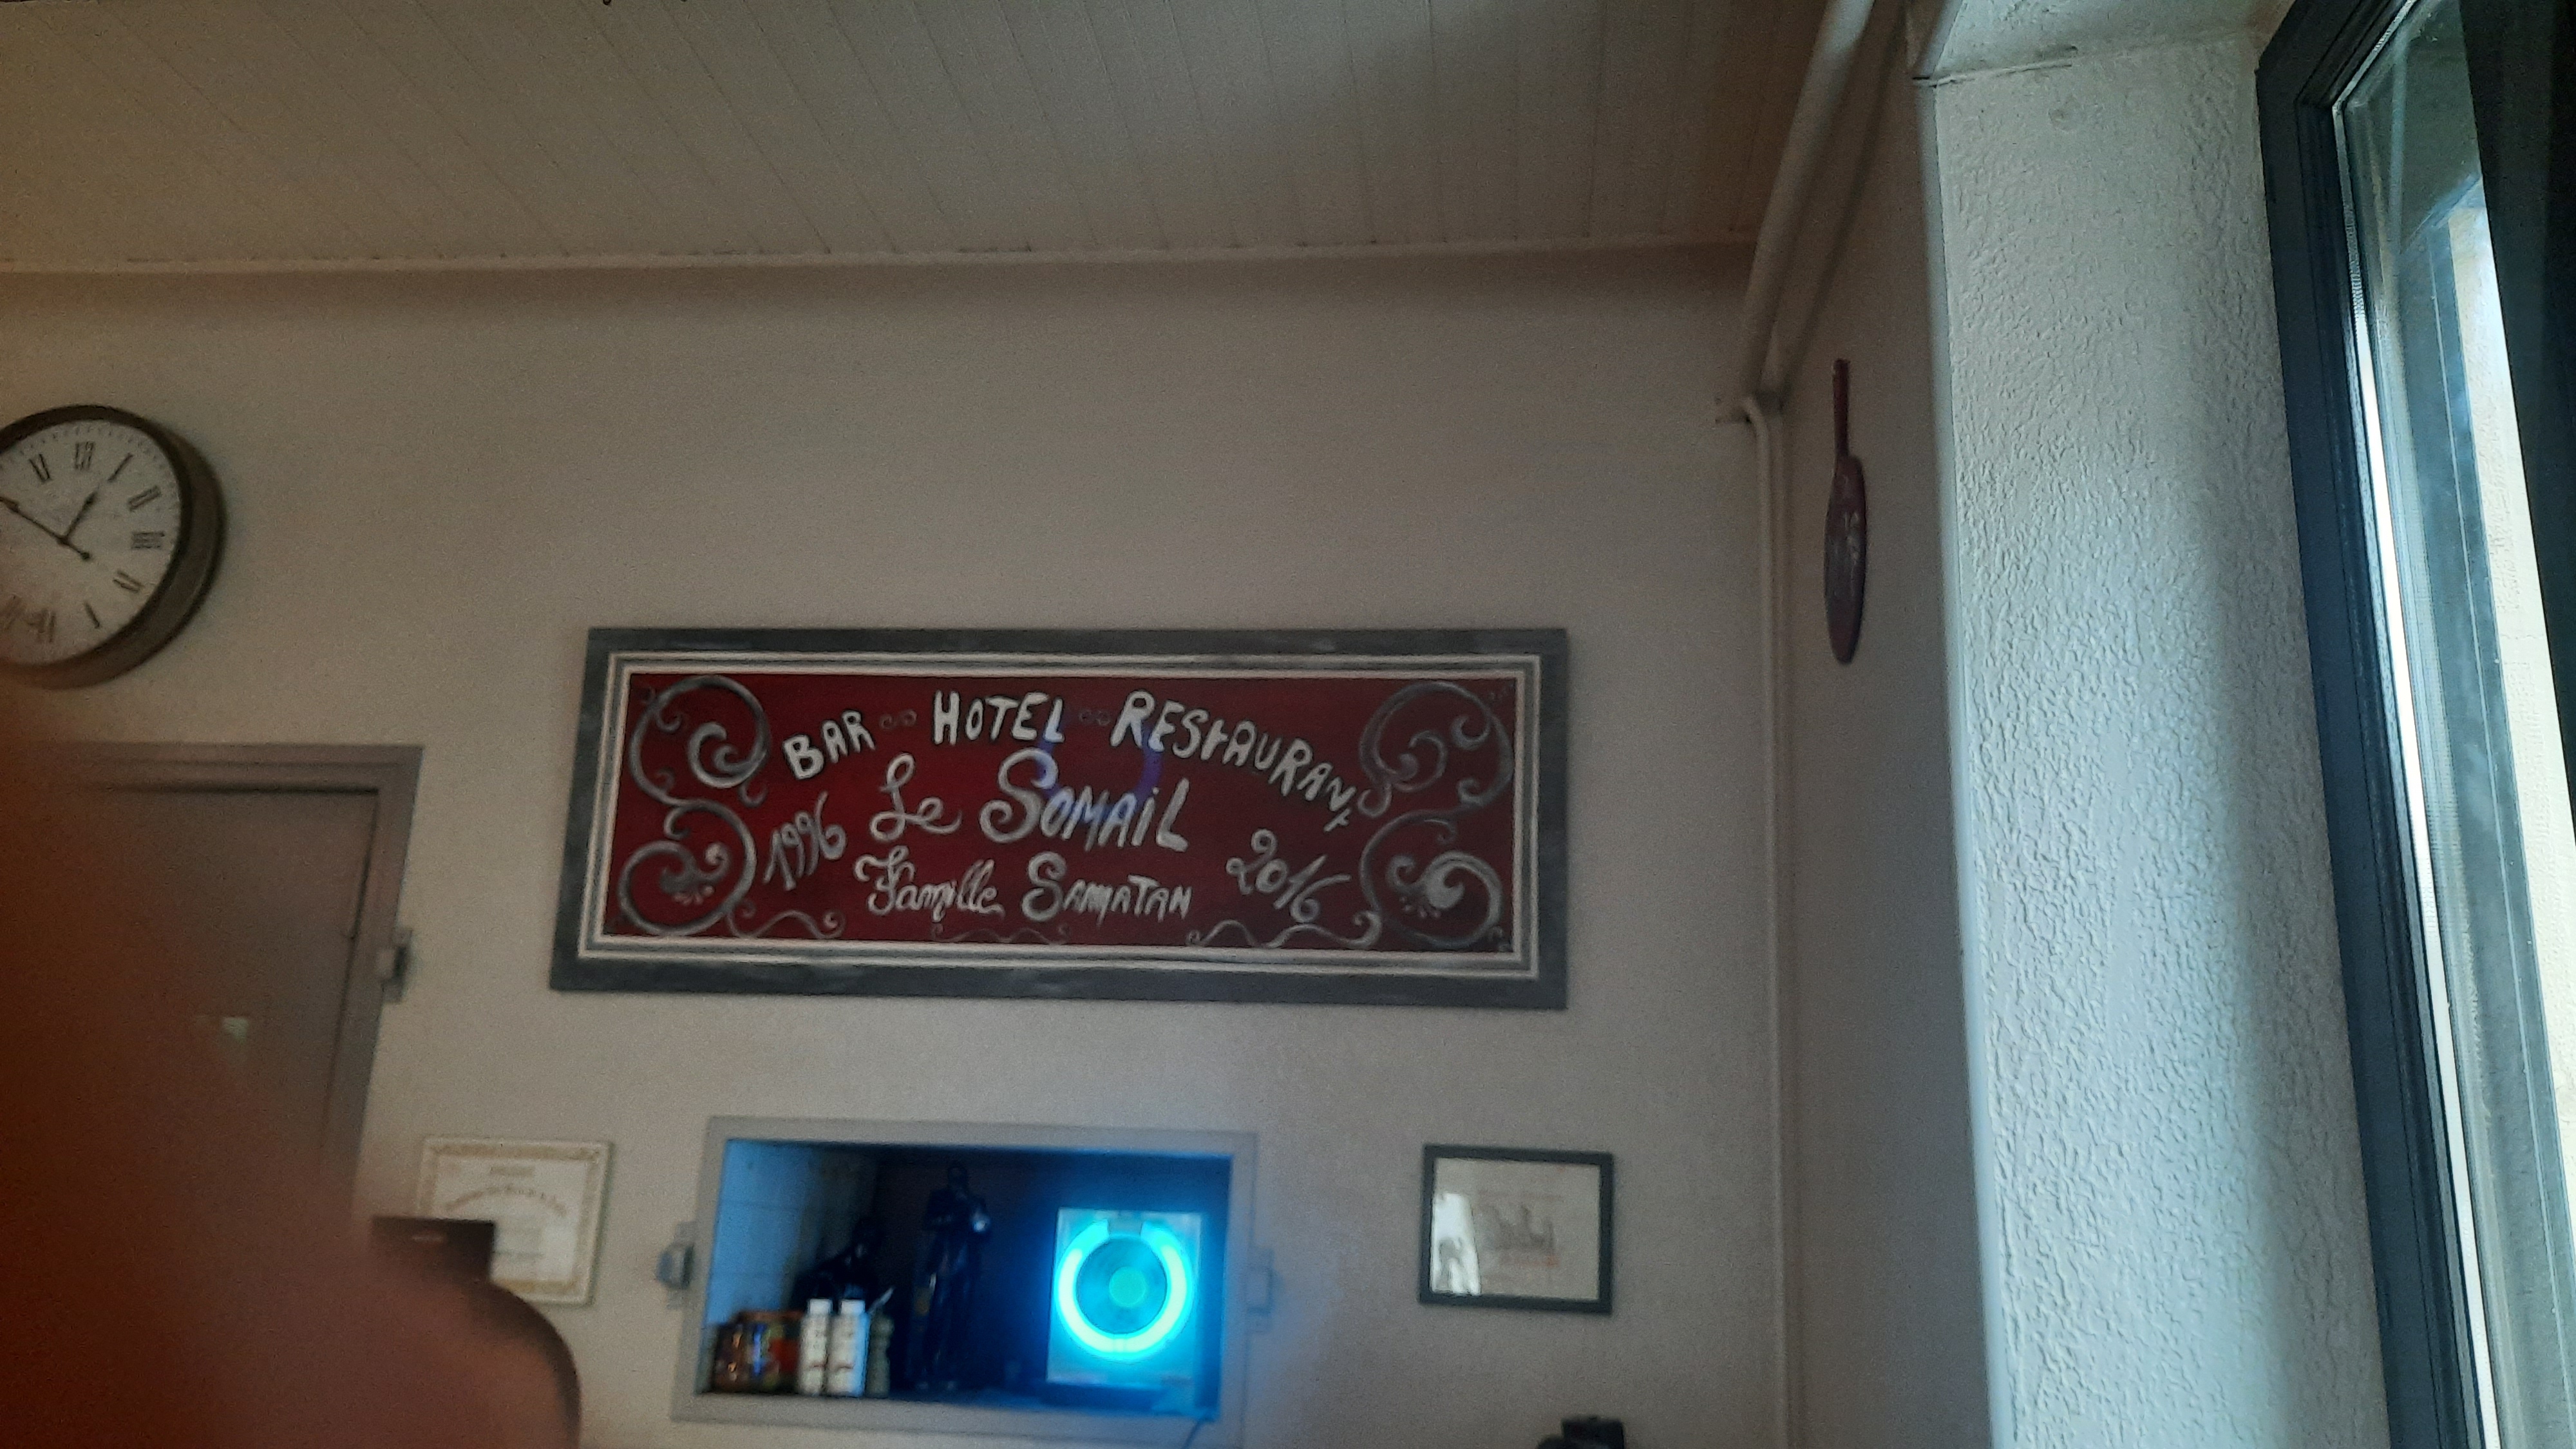 BAR HOTEL RESTAURANT
1996 Le SOMAIL 2016
Famille SAMATAN